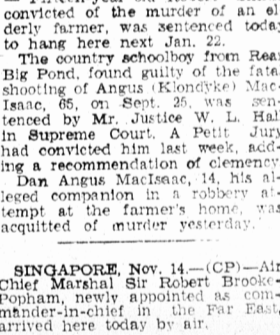 convicted of the murder of an el
derly farmer, was sentenced today
to hang here next Jan. 22.
The country schoolboy from Rear
Big Pond, found guilty of the fatal
shooting of Angus (Klondyke) Mac-
Isaac, 65, on Sept. 25, was sen-
tenced by Mr. Justice W. L. Hall
in Supreme Court. A Petit Jury
had convicted him last week, add-
ing a recommendation of clemency.
Dan Angus MacIsaac, 14, his al-
leged companion in a robbery at-
tempt at the farmer's home, was
acquitted of murder yesterday.
SINGAPORE, Nov. 14.—(CP)—Air
Chief Marshal Sir Robert Brooke-
Popham, newly appointed as com-
mander-in-chief in the Far East,
arrived here today by air.